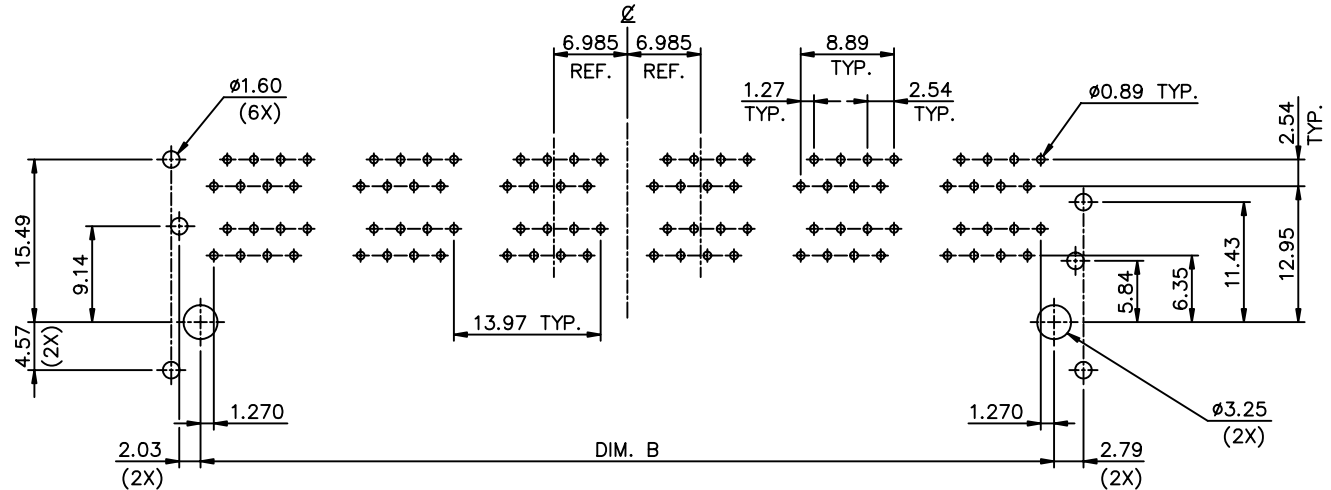 ℄
6.985
6.985
REF.
REF.
8.89
TYP.
ø1.60
(6X)
1.27
TYP.
2.54
TYP.
ø0.89 TYP.
2.54
TYP.
15.49
9.14
4.57
(2X)
13.97 TYP.
5.84
6.35
11.43
12.95
1.270
1.270
ø3.25
(2X)
2.03
(2X)
DIM. B
2.79
(2X)